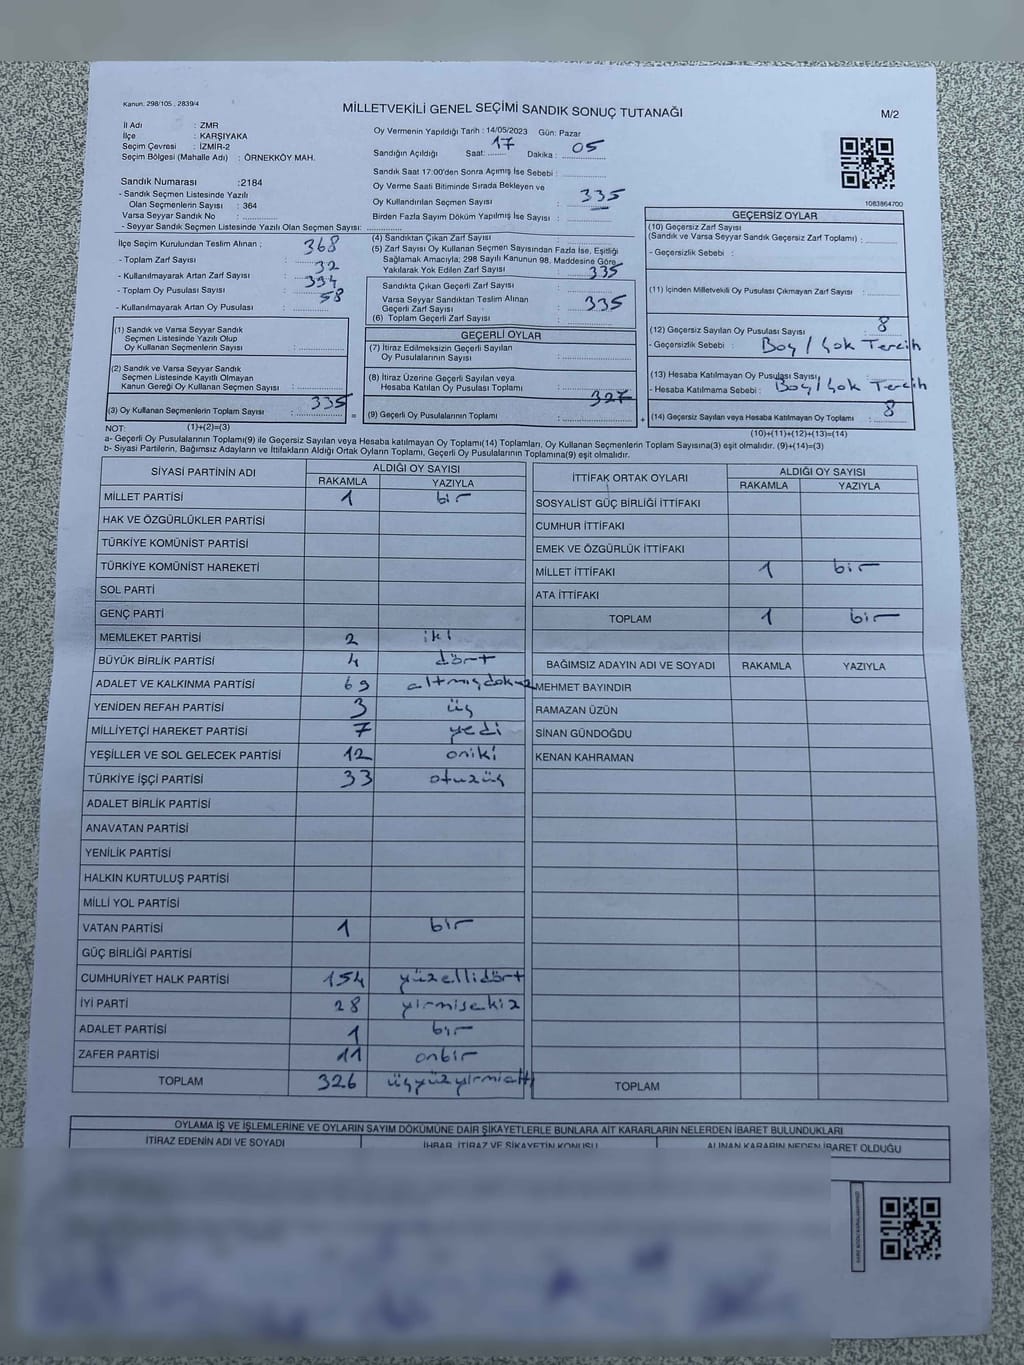 Kanun, 298/105 , 2839/4
MİLLETVEKİLİ GENEL SEÇİMİ SANDIK SONUÇ TUTANAĞI
M/2
İl Adı : ZMR
İlçe : KARŞIYAKA
Seçim Çevresi : İZMİR-2
Seçim Bölgesi (Mahalle Adı) : ÖRNEKKÖY MAH.
Oy Vermenin Yapıldığı Tarih : 14/05/2023 Gün: Pazar
Sandığın Açıldığı Saat: 17 Dakika : 05
Sandık Saat 17:00'den Sonra Açımış İse Sebebi :
Oy Verme Saati Bitiminde Sırada Bekleyen ve
Oy Kullandırılan Seçmen Sayısı : 335
Birden Fazla Sayım Döküm Yapılmış İse Sayısı :
1083864700
Sandık Numarası :2184
- Sandık Seçmen Listesinde Yazılı
Olan Seçmenlerin Sayısı : 364
Varsa Seyyar Sandık No :
- Seyyar Sandık Seçmen Listesinde Yazılı Olan Seçmen Sayısı:
İlçe Seçim Kurulundan Teslim Alınan ; 368
- Toplam Zarf Sayısı : 32
- Kullanılmayarak Artan Zarf Sayısı : 394
- Toplam Oy Pusulası Sayısı : 58
- Kullanılmayarak Artan Oy Pusulası :
(1) Sandık ve Varsa Seyyar Sandık
Seçmen Listesinde Yazılı Olup
Oy Kullanan Seçmenlerin Sayısı :
(2) Sandık ve Varsa Seyyar Sandık
Seçmen Listesinde Kayıtlı Olmayan
Kanun Gereği Oy Kullanan Seçmen Sayısı :
(3) Oy Kullanan Seçmenlerin Toplam Sayısı : 335 =
(4) Sandıktan Çıkan Zarf Sayısı :
(5) Zarf Sayısı Oy Kullanan Seçmen Sayısından Fazla İse, Eşitliği
Sağlamak Amacıyla; 298 Sayılı Kanunun 98. Maddesine Göre
Yakılarak Yok Edilen Zarf Sayısı : 335
Sandıkta Çıkan Geçerli Zarf Sayısı :
Varsa Seyyar Sandıktan Teslim Alınan
Geçerli Zarf Sayısı : 335
(6) Toplam Geçerli Zarf Sayısı :
GEÇERLİ OYLAR
(7) İtiraz Edilmeksizin Geçerli Sayılan
Oy Pusulalarının Sayısı :
(8) İtiraz Üzerine Geçerli Sayılan veya
Hesaba Katılan Oy Pusulası Toplamı : 327
(9) Geçerli Oy Pusulalarının Toplamı : +
GEÇERSİZ OYLAR
(10) Geçersiz Zarf Sayısı
(Sandık ve Varsa Seyyar Sandık Geçersiz Zarf Toplamı) :
- Geçersizlik Sebebi :
(11) İçinden Milletvekili Oy Pusulası Çıkmayan Zarf Sayısı :
(12) Geçersiz Sayılan Oy Pusulası Sayısı : 8
- Geçersizlik Sebebi : Boş / Çok Tercih
(13) Hesaba Katılmayan Oy Pusulası Sayısı
- Hesaba Katılmama Sebebi : Boş / Çok Tercih
(14) Geçersiz Sayılan veya Hesaba Katılmayan Oy Toplamı : 8
NOT: (1)+(2)=(3)
(10)+(11)+(12)+(13)=(14)
a- Geçerli Oy Pusulalarının Toplamı(9) ile Geçersiz Sayılan veya Hesaba katılmayan Oy Toplamı(14) Toplamları, Oy Kullanan Seçmenlerin Toplam Sayısına(3) eşit olmalıdır. (9)+(14)=(3)
b- Siyasi Partilerin, Bağımsız Adayların ve İttifakların Aldığı Ortak Oyların Toplamı, Geçerli Oy Pusulalarının Toplamına(9) eşit olmalıdır.
SİYASİ PARTİNİN ADI ALDIĞI OY SAYISI
RAKAMLA YAZIYLA
MİLLET PARTİSİ 1 bir
HAK VE ÖZGÜRLÜKLER PARTİSİ
TÜRKİYE KOMÜNİST PARTİSİ
TÜRKİYE KOMÜNİST HAREKETİ
SOL PARTİ
GENÇ PARTİ
MEMLEKET PARTİSİ 2 iki
BÜYÜK BİRLİK PARTİSİ 4 dört
ADALET VE KALKINMA PARTİSİ 69 altmışdokuz
YENİDEN REFAH PARTİSİ 3 üç
MİLLİYETÇİ HAREKET PARTİSİ 7 yedi
YEŞİLLER VE SOL GELECEK PARTİSİ 12 oniki
TÜRKİYE İŞÇİ PARTİSİ 33 otuzüç
ADALET BİRLİK PARTİSİ
ANAVATAN PARTİSİ
YENİLİK PARTİSİ
HALKIN KURTULUŞ PARTİSİ
MİLLİ YOL PARTİSİ
VATAN PARTİSİ 1 bir
GÜÇ BİRLİĞİ PARTİSİ
CUMHURİYET HALK PARTİSİ 154 yüzellidört
İYİ PARTİ 28 yirmisekiz
ADALET PARTİSİ 1 bir
ZAFER PARTİSİ 11 onbir
TOPLAM 326 üçyüzyirmialtı
İTTİFAK ORTAK OYLARI ALDIĞI OY SAYISI
RAKAMLA YAZIYLA
SOSYALİST GÜÇ BİRLİĞİ İTTİFAKI
CUMHUR İTTİFAKI
EMEK VE ÖZGÜRLÜK İTTİFAKI
MİLLET İTTİFAKI 1 bir
ATA İTTİFAKI
TOPLAM 1 bir
BAĞIMSIZ ADAYIN ADI VE SOYADI RAKAMLA YAZIYLA
MEHMET BAYINDIR
RAMAZAN ÜZÜN
SİNAN GÜNDOĞDU
KENAN KAHRAMAN
TOPLAM
OYLAMA İŞ VE İŞLEMLERİNE VE OYLARIN SAYIM DÖKÜMÜNE DAİR ŞİKAYETLERLE BUNLARA AİT KARARLARIN NELERDEN İBARET BULUNDUKLARI
İTİRAZ EDENİN ADI VE SOYADI İHBAR, İTİRAZ VE ŞİKAYETİN KONUSU ALINAN KARARIN NEDEN İBARET OLDUĞU